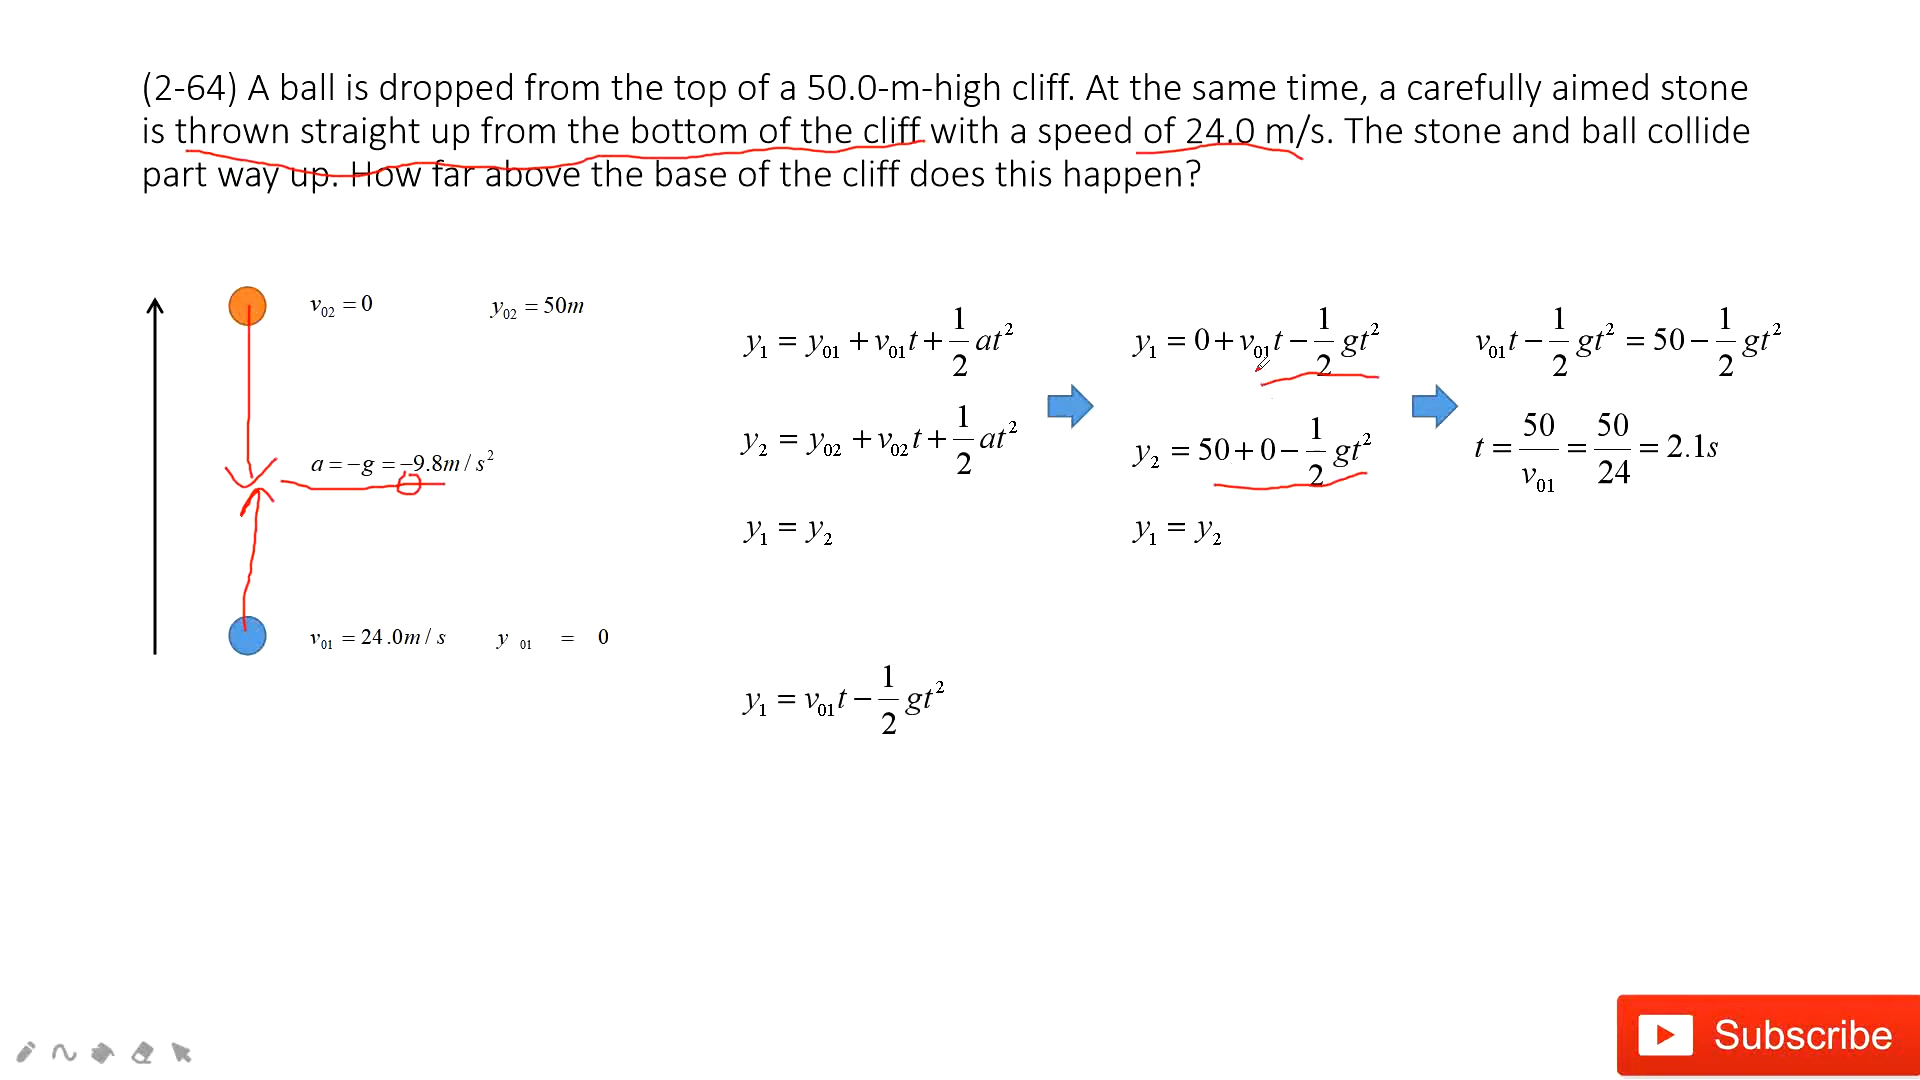 (2-64) A ball is dropped from the top of a 50.0-m-high cliff. At the same time, a carefully aimed stone
is thrown straight up from the bottom of the cliff with a speed of 24.0 m/s. The stone and ball collide
part way up. How far above the base of the cliff does this happen?
v₀₂ = 0    y₀₂ = 50m
a = −g = −9.8m / s²
v₀₁ = 24.0m / s    y ₀₁ = 0
y₁ = y₀₁ + v₀₁t + 1/2 at²
y₂ = y₀₂ + v₀₂t + 1/2 at²
y₁ = y₂
y₁ = 0 + v₀₁t − 1/2 gt²
y₂ = 50 + 0 − 1/2 gt²
y₁ = y₂
v₀₁t − 1/2 gt² = 50 − 1/2 gt²
t = 50/v₀₁ = 50/24 = 2.1s
y₁ = v₀₁t − 1/2 gt²
Subscribe